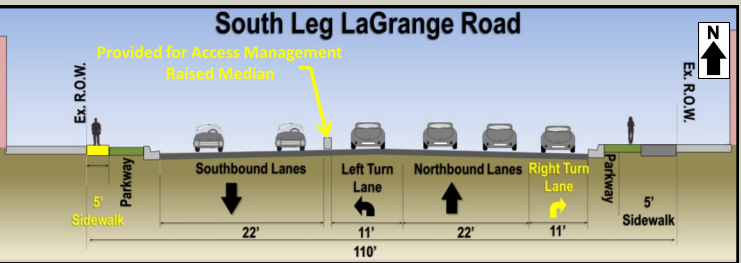 South Leg LaGrange Road
N
Provided for Access Management
Raised Median
Ex. R.O.W.
Ex. R.O.W.
Parkway
Southbound Lanes
Left Turn
Lane
Northbound Lanes
Right Turn
Lane
Parkway
5'
Sidewalk
5'
Sidewalk
22'
11'
22'
11'
110'